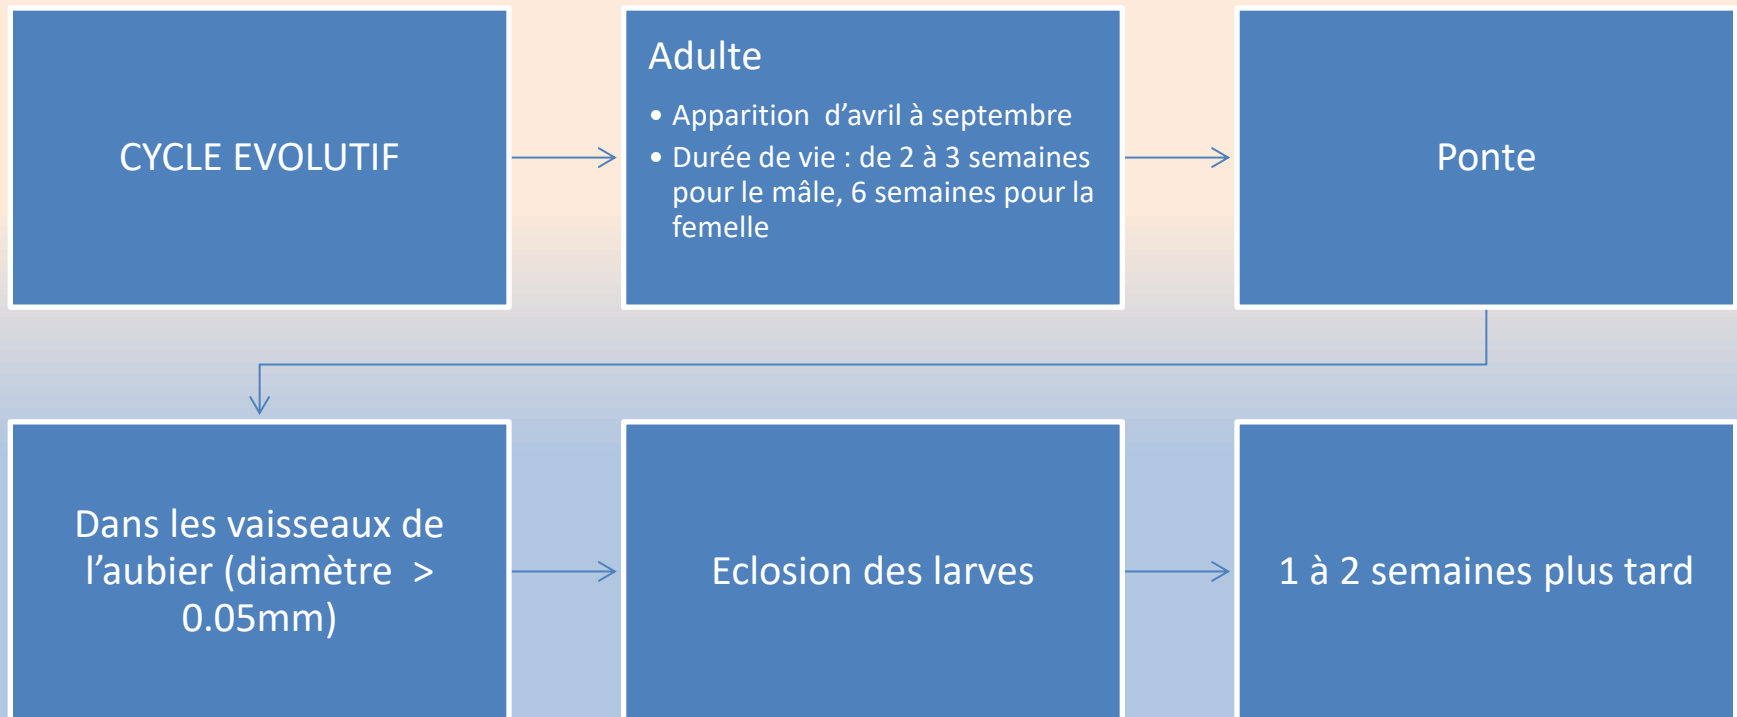 CYCLE EVOLUTIF
Adulte
• Apparition  d’avril à septembre
• Durée de vie : de 2 à 3 semaines
pour le mâle, 6 semaines pour la
femelle
Ponte
Dans les vaisseaux de
l’aubier (diamètre  >
0.05mm)
Eclosion des larves
1 à 2 semaines plus tard